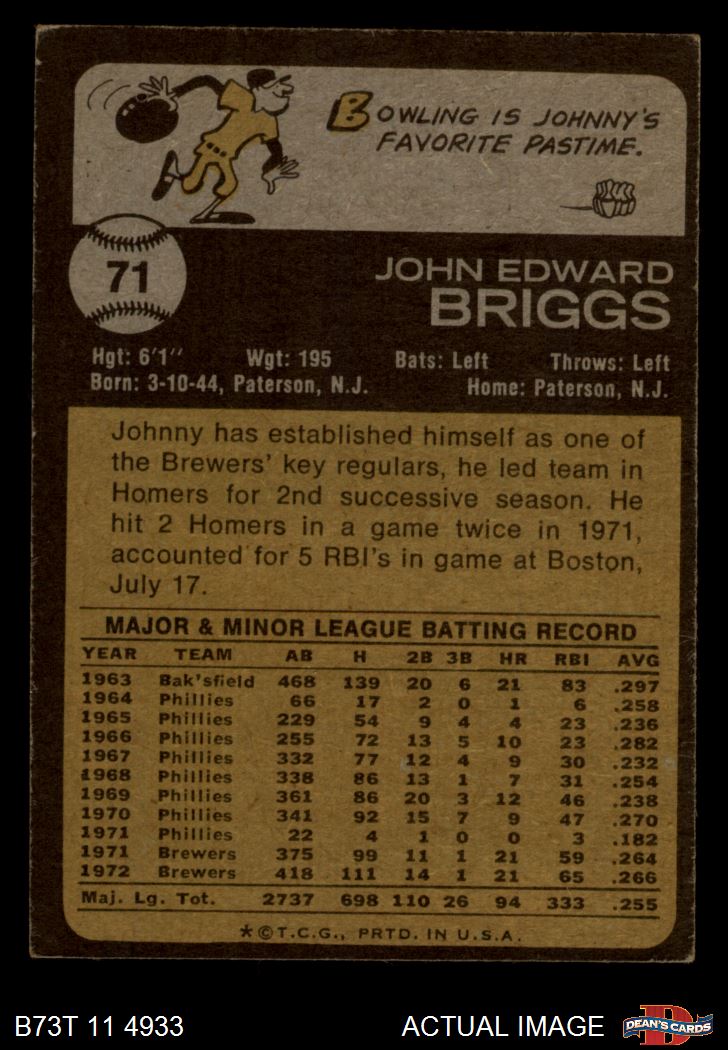 BOWLING IS JOHNNY'S
FAVORITE PASTIME.
71
JOHN EDWARD
BRIGGS
Hgt: 6'1" Wgt: 195 Bats: Left Throws: Left
Born: 3-10-44, Paterson, N.J. Home: Paterson, N.J.
Johnny has established himself as one of
the Brewers' key regulars, he led team in
Homers for 2nd successive season. He
hit 2 Homers in a game twice in 1971,
accounted for 5 RBI's in game at Boston,
July 17.
MAJOR & MINOR LEAGUE BATTING RECORD
YEAR TEAM AB H 2B 3B HR RBI AVG
1963 Bak'sfield 468 139 20 6 21 83 .297
1964 Phillies 66 17 2 0 1 6 .258
1965 Phillies 229 54 9 4 4 23 .236
1966 Phillies 255 72 13 5 10 23 .282
1967 Phillies 332 77 12 4 9 30 .232
1968 Phillies 338 86 13 1 7 31 .254
1969 Phillies 361 86 20 3 12 46 .238
1970 Phillies 341 92 15 7 9 47 .270
1971 Phillies 22 4 1 0 0 3 .182
1971 Brewers 375 99 11 1 21 59 .264
1972 Brewers 418 111 14 1 21 65 .266
Maj. Lg. Tot. 2737 698 110 26 94 333 .255
*©T.C.G., PRTD. IN U.S.A.
B73T 11 4933 ACTUAL IMAGE
D
DEAN'S CARDS